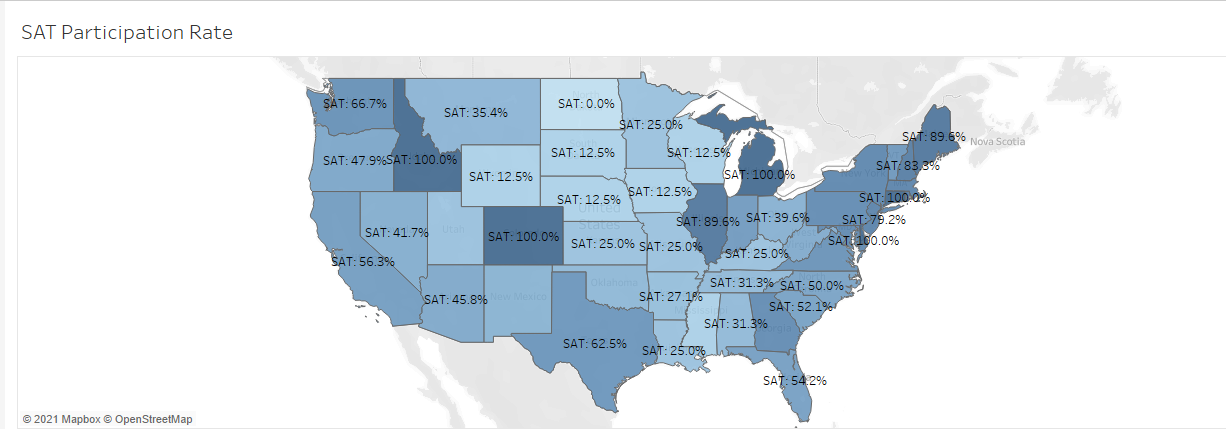 SAT Participation Rate
SAT: 66.7%
SAT: 35.4%
SAT: 0.0%
SAT: 25.0%
SAT: 89.6%
Nova Scotia
SAT: 47.9%
SAT: 100.0%
SAT: 12.5%
SAT: 12.5%
SAT: 12.5%
SAT: 100.0%
SAT: 83.3%
SAT: 12.5%
SAT: 12.5%
SAT: 100.0%
United
States
Utah
SAT: 41.7%
SAT: 100.0%
SAT: 25.0%
SAT: 25.0%
SAT: 89.6%
SAT: 39.6%
SAT: 79.2%
SAT: 100.0%
SAT: 56.3%
SAT: 25.0%
SAT: 45.8%
New Mexico
Oklahoma
SAT: 27.1%
SAT: 31.3%
SAT: 50.0%
SAT: 52.1%
SAT: 62.5%
SAT: 25.0%
SAT: 31.3%
SAT: 54.2%
© 2021 Mapbox © OpenStreetMap